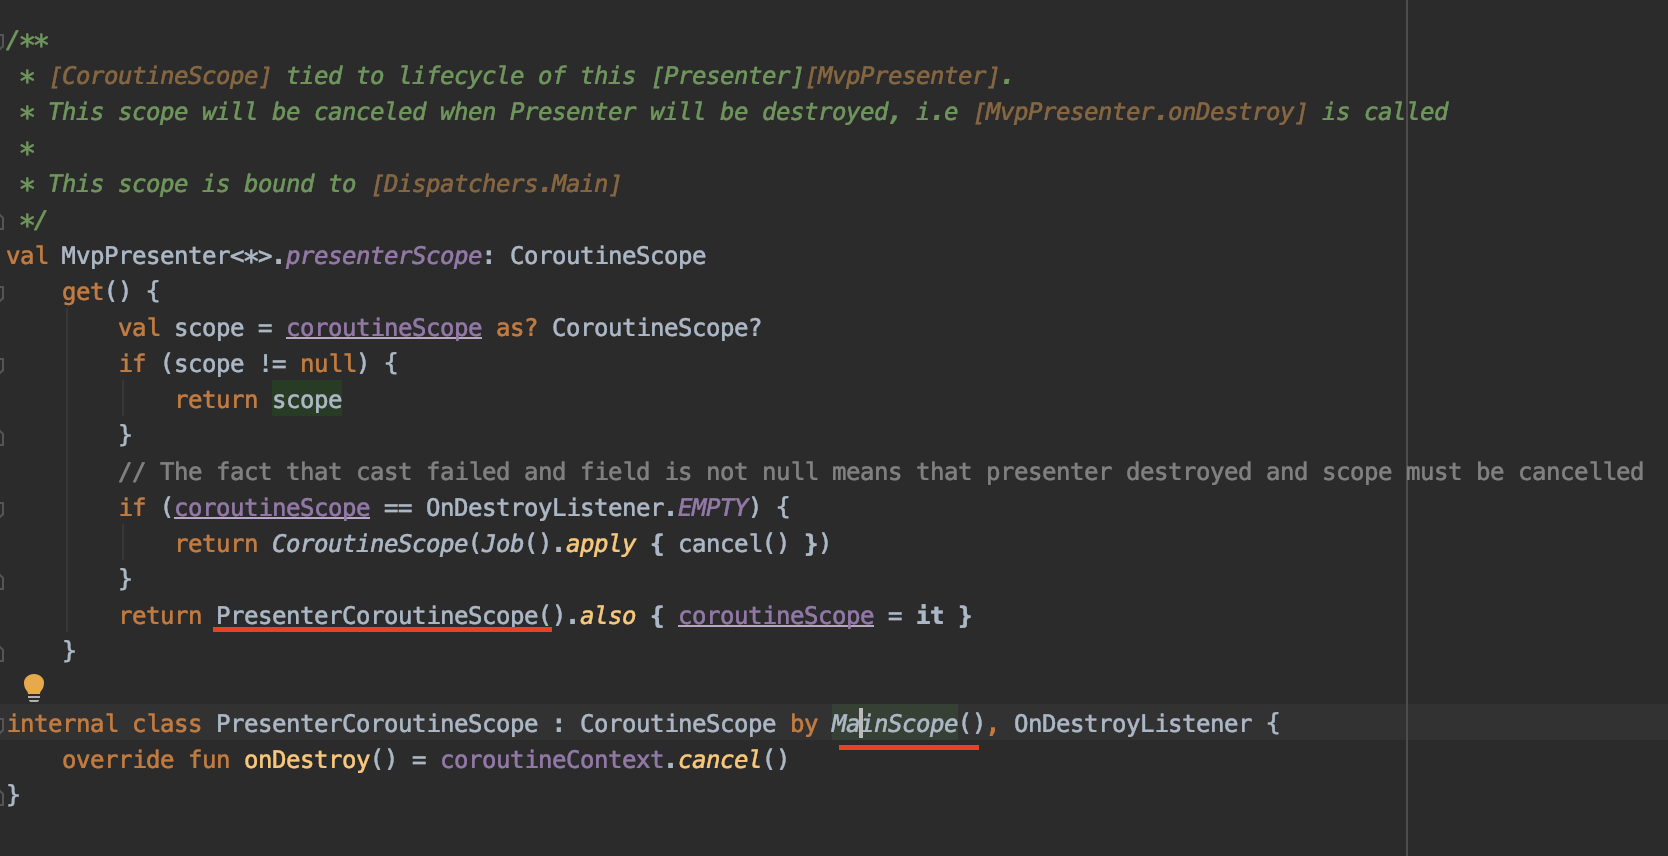 /**
 * [CoroutineScope] tied to lifecycle of this [Presenter][MvpPresenter].
 * This scope will be canceled when Presenter will be destroyed, i.e [MvpPresenter.onDestroy] is called
 *
 * This scope is bound to [Dispatchers.Main]
 */
val MvpPresenter<*>.presenterScope: CoroutineScope
    get() {
        val scope = coroutineScope as? CoroutineScope?
        if (scope != null) {
            return scope
        }
        // The fact that cast failed and field is not null means that presenter destroyed and scope must be cancelled
        if (coroutineScope == OnDestroyListener.EMPTY) {
            return CoroutineScope(Job().apply { cancel() })
        }
        return PresenterCoroutineScope().also { coroutineScope = it }
    }
internal class PresenterCoroutineScope : CoroutineScope by MainScope(), OnDestroyListener {
    override fun onDestroy() = coroutineContext.cancel()
}